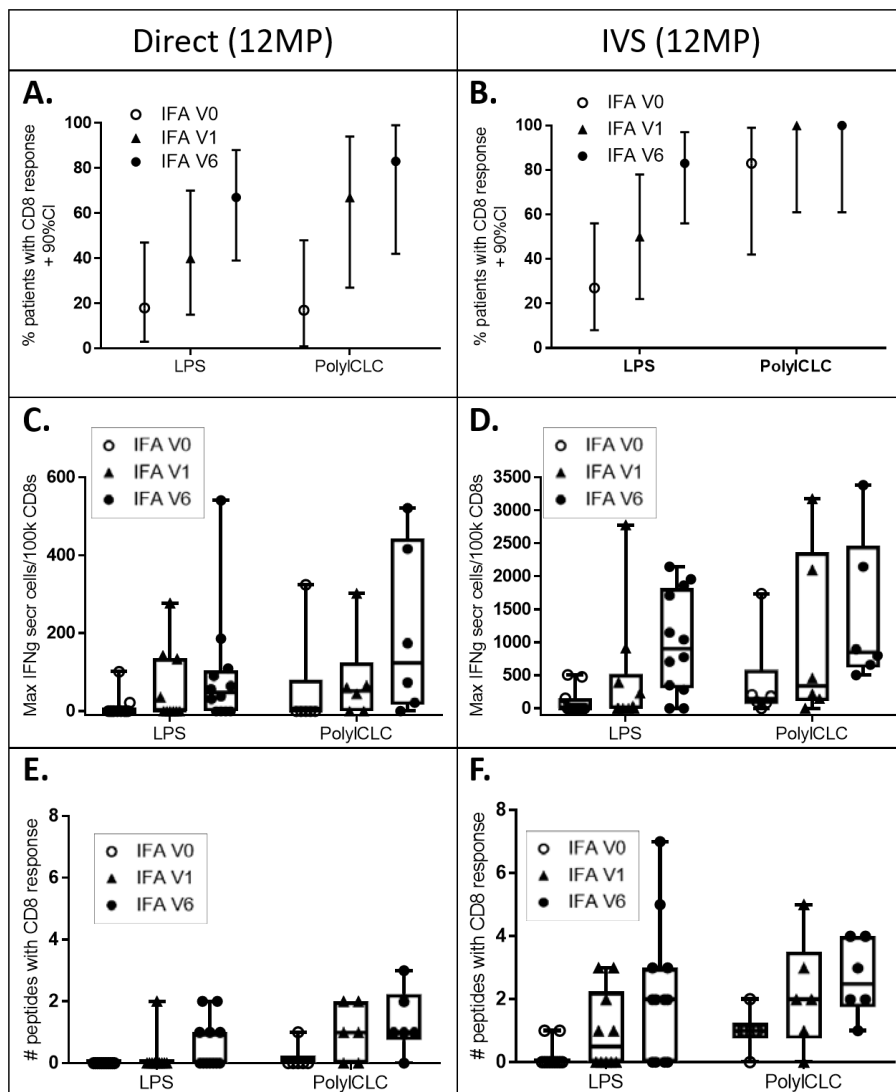 Direct (12MP)
IVS (12MP)
A.
IFA V0
IFA V1
IFA V6
% patients with CD8 response
+ 90%CI
100
80
60
40
20
0
LPS
PolyICLC
B.
IFA V0
IFA V1
IFA V6
% patients with CD8 response
+ 90%CI
100
80
60
40
20
0
LPS
PolyICLC
C.
IFA V0
IFA V1
IFA V6
Max IFNg secr cells/100k CD8s
600
400
200
0
LPS
PolyICLC
D.
IFA V0
IFA V1
IFA V6
Max IFNg secr cells/100k CD8s
3500
3000
2500
2000
1500
1000
500
0
LPS
PolyICLC
E.
IFA V0
IFA V1
IFA V6
# peptides with CD8 response
8
6
4
2
0
LPS
PolyICLC
F.
IFA V0
IFA V1
IFA V6
# peptides with CD8 response
8
6
4
2
0
LPS
PolyICLC